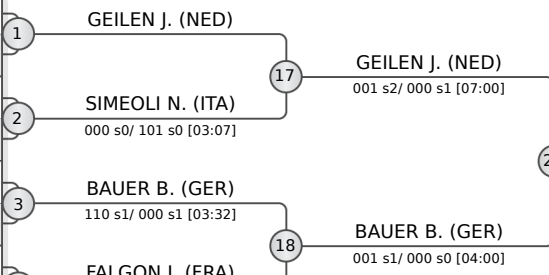 GEILEN J. (NED)
1
17
GEILEN J. (NED)
001 s2/ 000 s1 [07:00]
SIMEOLI N. (ITA)
2
000 s0/ 101 s0 [03:07]
BAUER B. (GER)
3
110 s1/ 000 s1 [03:32]
18
BAUER B. (GER)
001 s1/ 000 s0 [04:00]